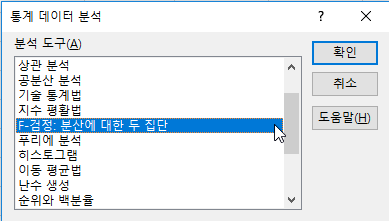 통계 데이터 분석
?
분석 도구(A)
상관 분석
공분산 분석
기술 통계법
지수 평활법
F-검정: 분산에 대한 두 집단
푸리에 분석
히스토그램
이동 평균법
난수 생성
순위와 백분율
확인
취소
도움말(H)